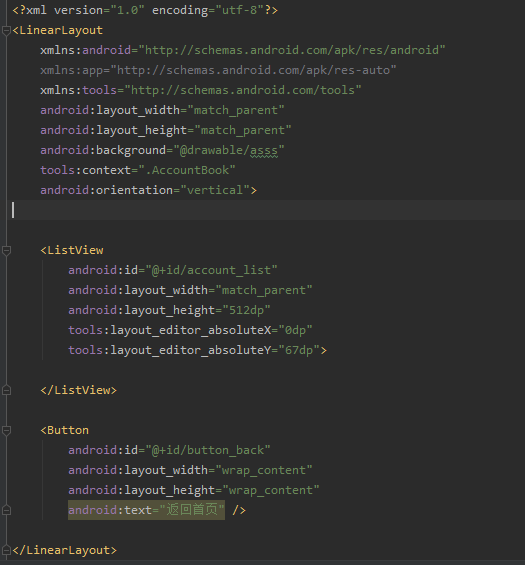 <?xml version="1.0" encoding="utf-8"?>
<LinearLayout
xmlns:android="http://schemas.android.com/apk/res/android"
xmlns:app="http://schemas.android.com/apk/res-auto"
xmlns:tools="http://schemas.android.com/tools"
android:layout_width="match_parent"
android:layout_height="match_parent"
android:background="@drawable/asss"
tools:context=".AccountBook"
android:orientation="vertical">
<ListView
android:id="@+id/account_list"
android:layout_width="match_parent"
android:layout_height="512dp"
tools:layout_editor_absoluteX="0dp"
tools:layout_editor_absoluteY="67dp">
</ListView>
<Button
android:id="@+id/button_back"
android:layout_width="wrap_content"
android:layout_height="wrap_content"
android:text="返回首页" />
</LinearLayout>